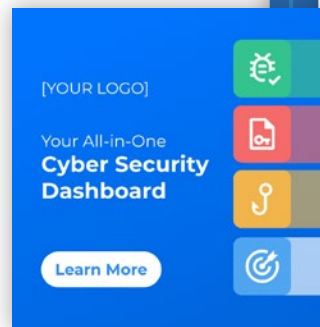 [YOUR LOGO]
Your All-in-One
Cyber Security
Dashboard
Learn More